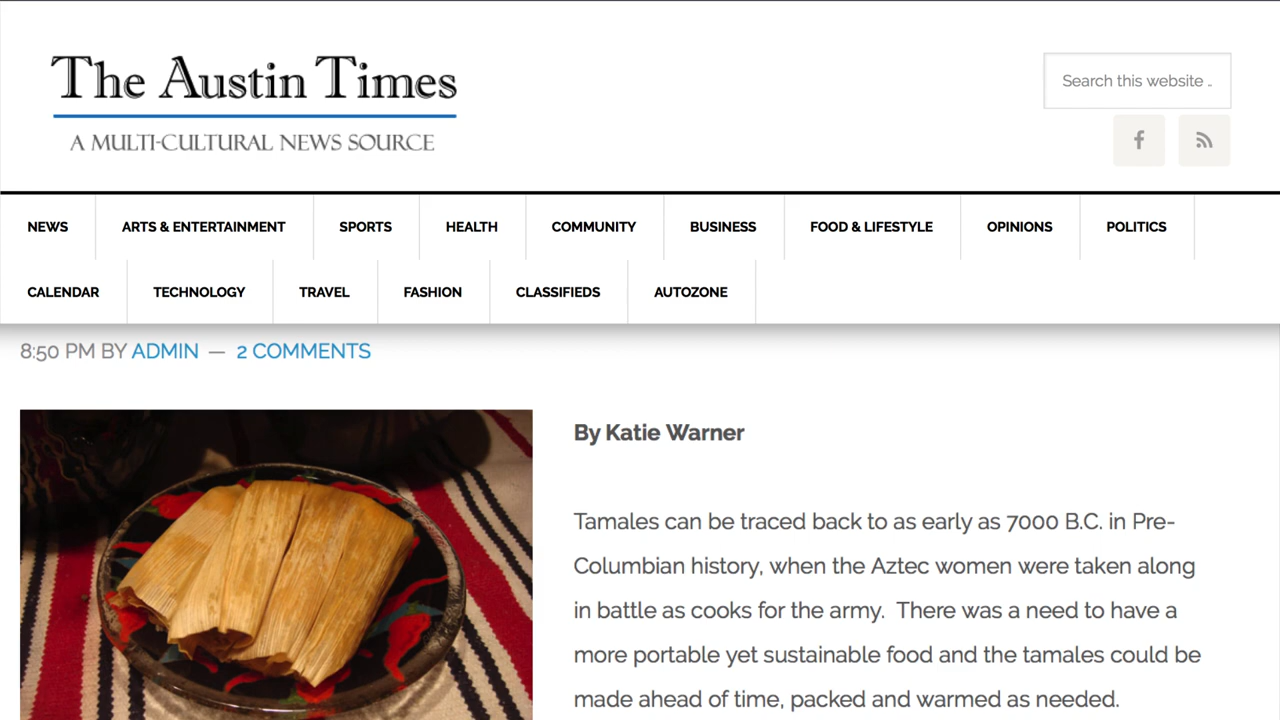 The Austin Times
A MULTI-CULTURAL NEWS SOURCE
Search this website ..
NEWS
ARTS & ENTERTAINMENT
SPORTS
HEALTH
COMMUNITY
BUSINESS
FOOD & LIFESTYLE
OPINIONS
POLITICS
CALENDAR
TECHNOLOGY
TRAVEL
FASHION
CLASSIFIEDS
AUTOZONE
8:50 PM BY ADMIN — 2 COMMENTS
By Katie Warner
Tamales can be traced back to as early as 7000 B.C. in Pre-
Columbian history, when the Aztec women were taken along
in battle as cooks for the army. There was a need to have a
more portable yet sustainable food and the tamales could be
made ahead of time, packed and warmed as needed.